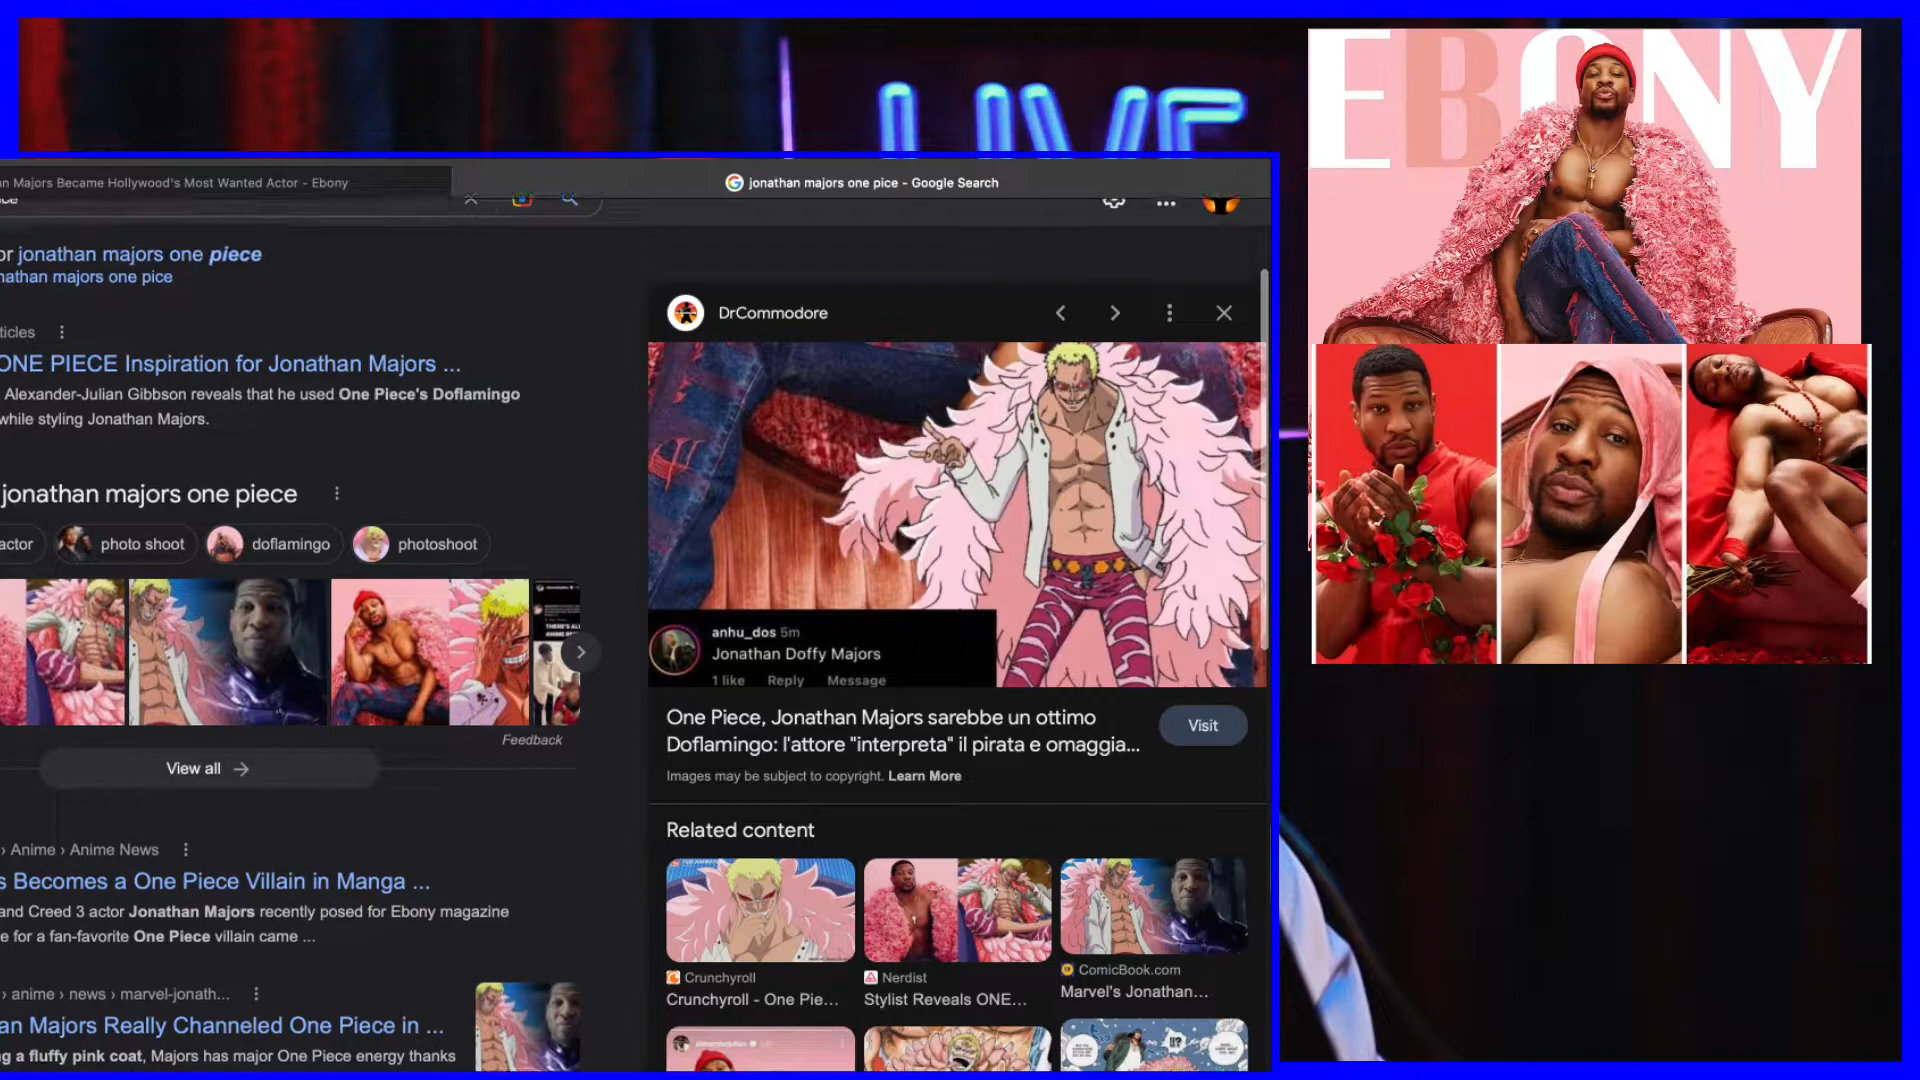 LIVE
EBONY
n Majors Became Hollywood's Most Wanted Actor - Ebony
jonathan majors one pice - Google Search
or jonathan majors one piece
nathan majors one pice
ticles
ONE PIECE Inspiration for Jonathan Majors ...
Alexander-Julian Gibbson reveals that he used One Piece's Doflamingo
while styling Jonathan Majors.
jonathan majors one piece
actor
photo shoot
doflamingo
photoshoot
Feedback
View all
› Anime › Anime News
s Becomes a One Piece Villain in Manga ...
and Creed 3 actor Jonathan Majors recently posed for Ebony magazine
e for a fan-favorite One Piece villain came ...
› anime › news › marvel-jonath...
an Majors Really Channeled One Piece in ...
g a fluffy pink coat, Majors has major One Piece energy thanks
DrCommodore
anhu_dos 5m
Jonathan Doffy Majors
1 like Reply Message
One Piece, Jonathan Majors sarebbe un ottimo
Doflamingo: l'attore "interpreta" il pirata e omaggia...
Visit
Images may be subject to copyright. Learn More
Related content
Crunchyroll
Crunchyroll - One Pie...
Nerdist
Stylist Reveals ONE...
ComicBook.com
Marvel's Jonathan...